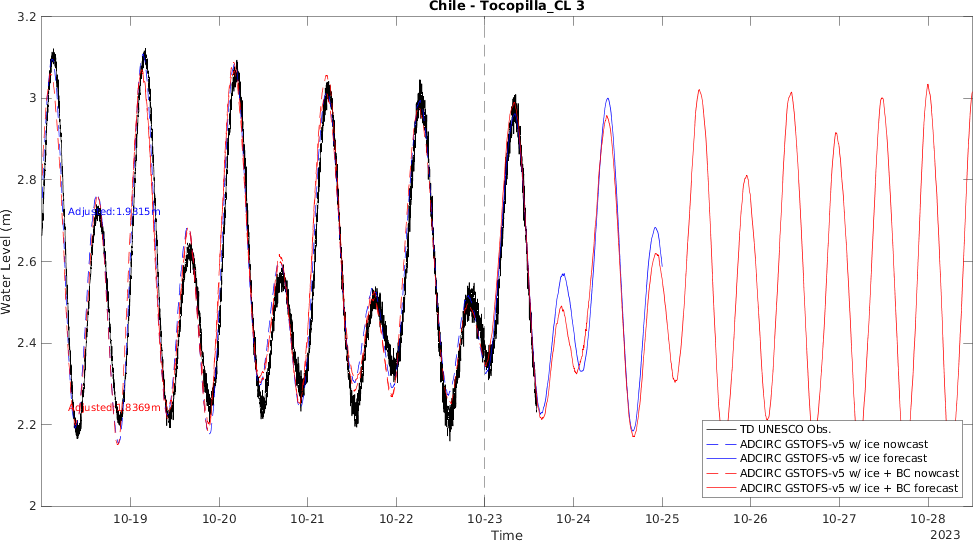 Chile - Tocopilla_CL 3
3.2
3
2.8
2.6
2.4
2.2
2
Water Level (m)
Adjusted:1.9315m
Adjusted:1.8369m
TD UNESCO Obs.
ADCIRC GSTOFS-v5 w/ ice nowcast
ADCIRC GSTOFS-v5 w/ ice forecast
ADCIRC GSTOFS-v5 w/ ice + BC nowcast
ADCIRC GSTOFS-v5 w/ ice + BC forecast
10-19 10-20 10-21 10-22 10-23 10-24 10-25 10-26 10-27 10-28
2023
Time